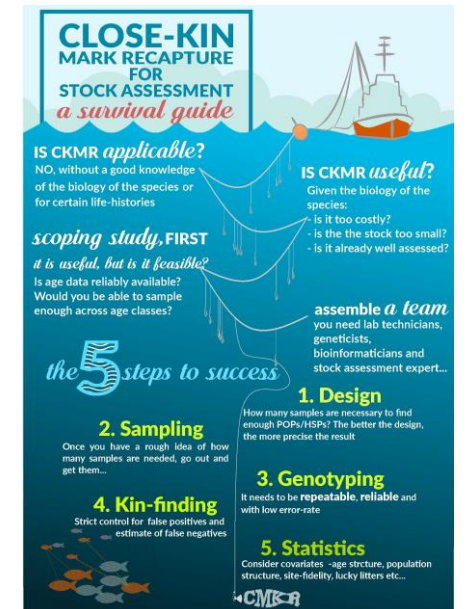 CLOSE-KIN
MARK RECAPTURE
FOR
STOCK ASSESSMENT
a survival guide
IS CKMR applicable?
NO, without a good knowledge
of the biology of the species or
for certain life-histories
IS CKMR useful?
Given the biology of the
species:
- is it too costly?
- is the the stock too small?
- is it already well assessed?
scoping study, FIRST
it is useful, but is it feasible?
Is age data reliably available?
Would you be able to sample
enough across age classes?
assemble a team
you need lab technicians,
geneticists,
bioinformaticians and
stock assessment expert...
the 5 steps to success
1. Design
How many samples are necessary to find
enough POPs/HSPs? The better the design,
the more precise the result
2. Sampling
Once you have a rough idea of how
many samples are needed, go out and
get them...
3. Genotyping
It needs to be repeatable, reliable and
with low error-rate
4. Kin-finding
Strict control for false positives and
estimate of false negatives
5. Statistics
Consider covariates -age strcture, population
structure, site-fidelity, lucky litters etc...
CMKR